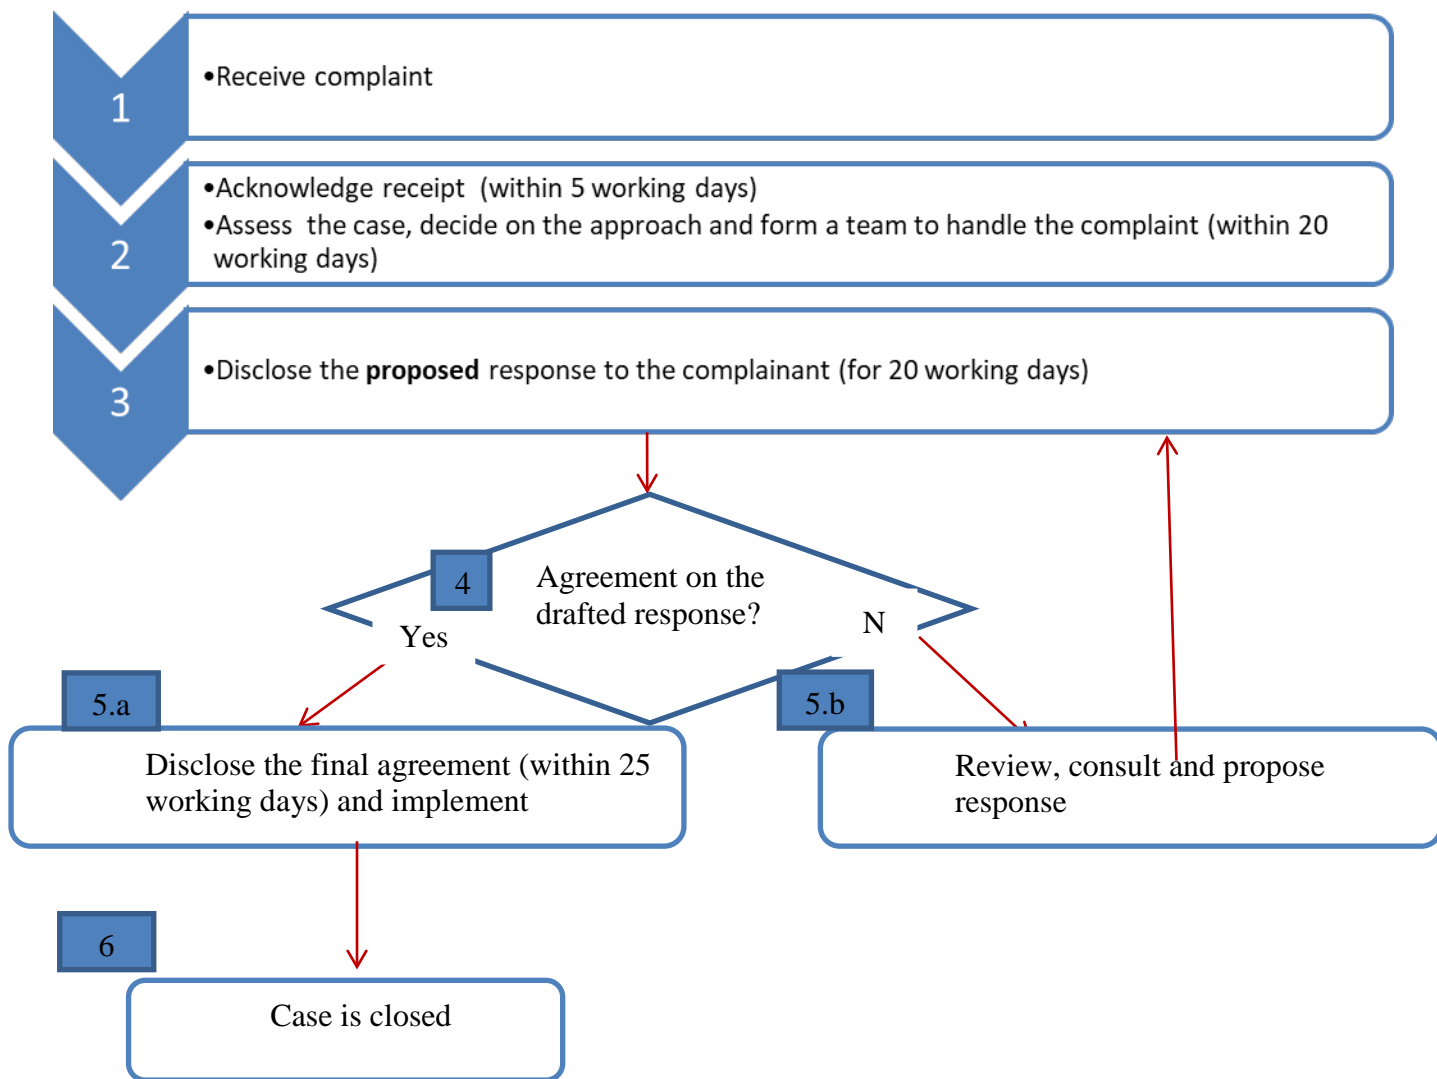 1
•Receive complaint
2
•Acknowledge receipt  (within 5 working days)
•Assess  the case, decide on the approach and form a team to handle the complaint (within 20
working days)
3
•Disclose the proposed response to the complainant (for 20 working days)
4
Agreement on the
drafted response?
Yes
N
5.a
Disclose the final agreement (within 25
working days) and implement
5.b
Review, consult and propose
response
6
Case is closed